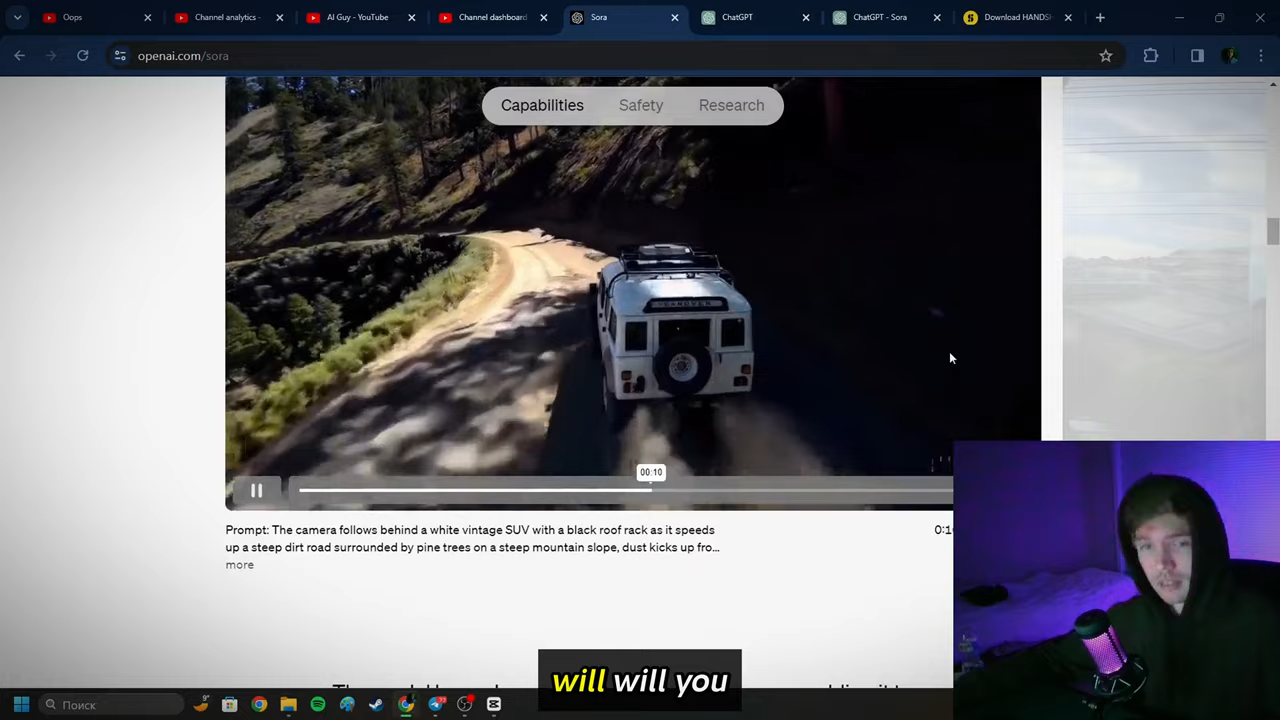 Oops
Channel analytics -
AI Guy - YouTube
Channel dashboard
Sora
ChatGPT
ChatGPT - Sora
Download HANDS
openai.com/sora
Capabilities
Safety
Research
00:10
Prompt: The camera follows behind a white vintage SUV with a black roof rack as it speeds
up a steep dirt road surrounded by pine trees on a steep mountain slope, dust kicks up fro...
more
will will you
Поиск